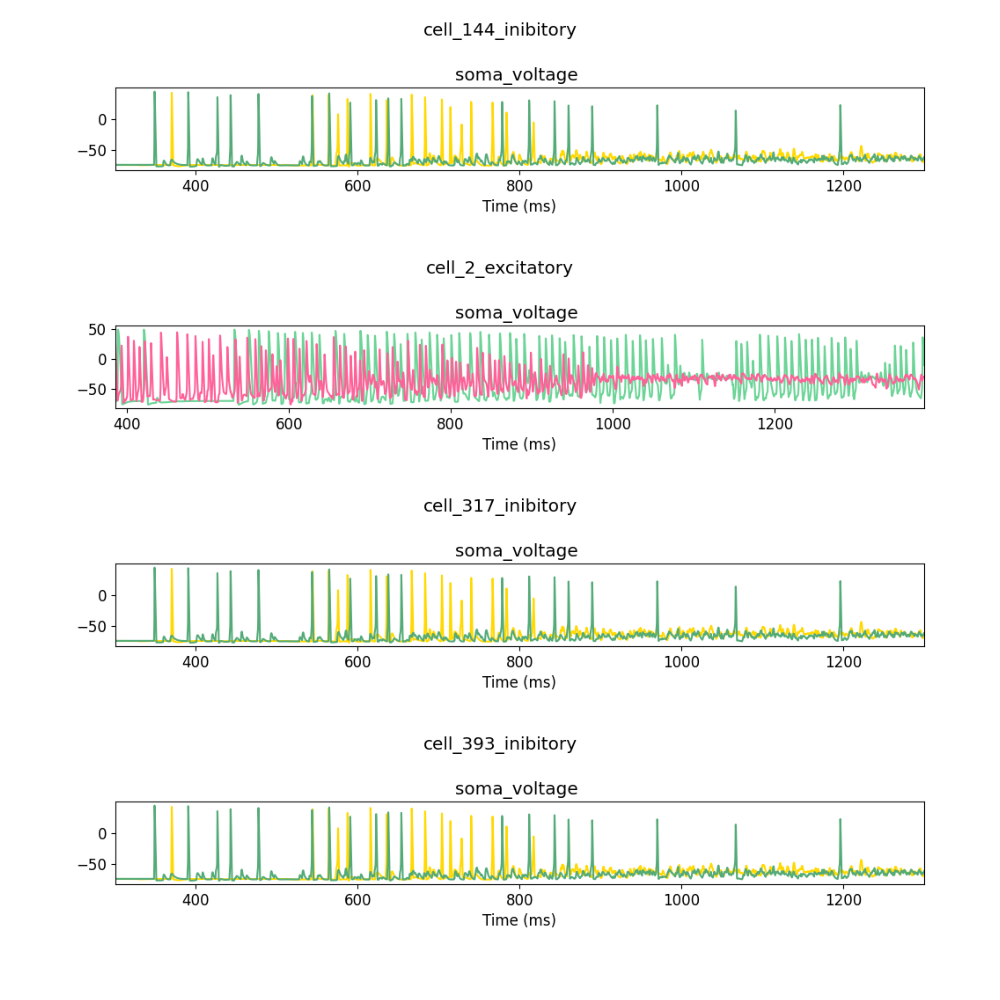 cell_144_inibitory
soma_voltage
0
−50
400 600 800 1000 1200
Time (ms)
cell_2_excitatory
soma_voltage
50
0
−50
400 600 800 1000 1200
Time (ms)
cell_317_inibitory
soma_voltage
0
−50
400 600 800 1000 1200
Time (ms)
cell_393_inibitory
soma_voltage
0
−50
400 600 800 1000 1200
Time (ms)